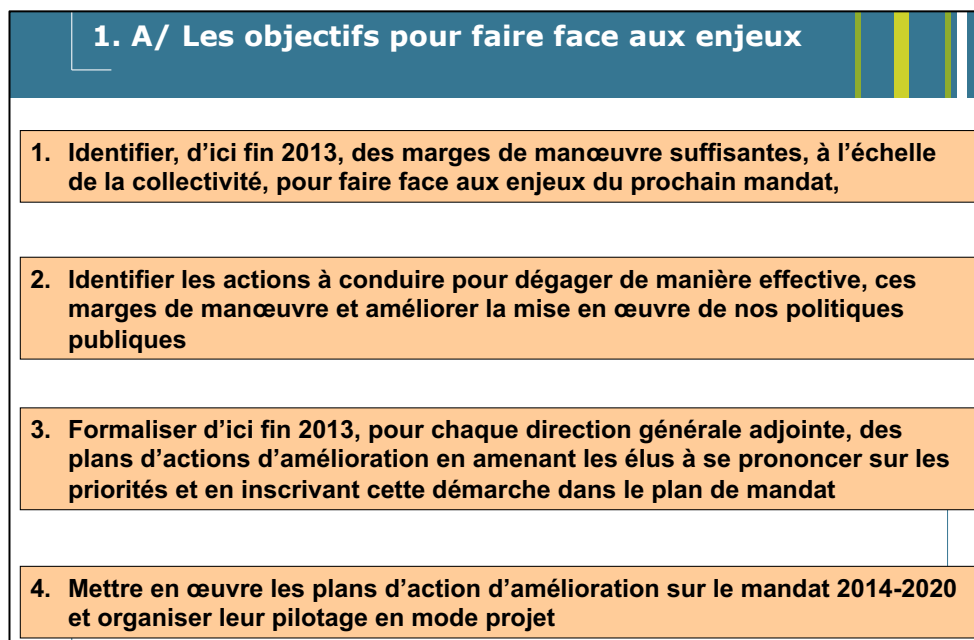 1. A/ Les objectifs pour faire face aux enjeux
1. Identifier, d’ici fin 2013, des marges de manœuvre suffisantes, à l’échelle
de la collectivité, pour faire face aux enjeux du prochain mandat,
2. Identifier les actions à conduire pour dégager de manière effective, ces
marges de manœuvre et améliorer la mise en œuvre de nos politiques
publiques
3. Formaliser d’ici fin 2013, pour chaque direction générale adjointe, des
plans d’actions d’amélioration en amenant les élus à se prononcer sur les
priorités et en inscrivant cette démarche dans le plan de mandat
4. Mettre en œuvre les plans d’action d’amélioration sur le mandat 2014-2020
et organiser leur pilotage en mode projet